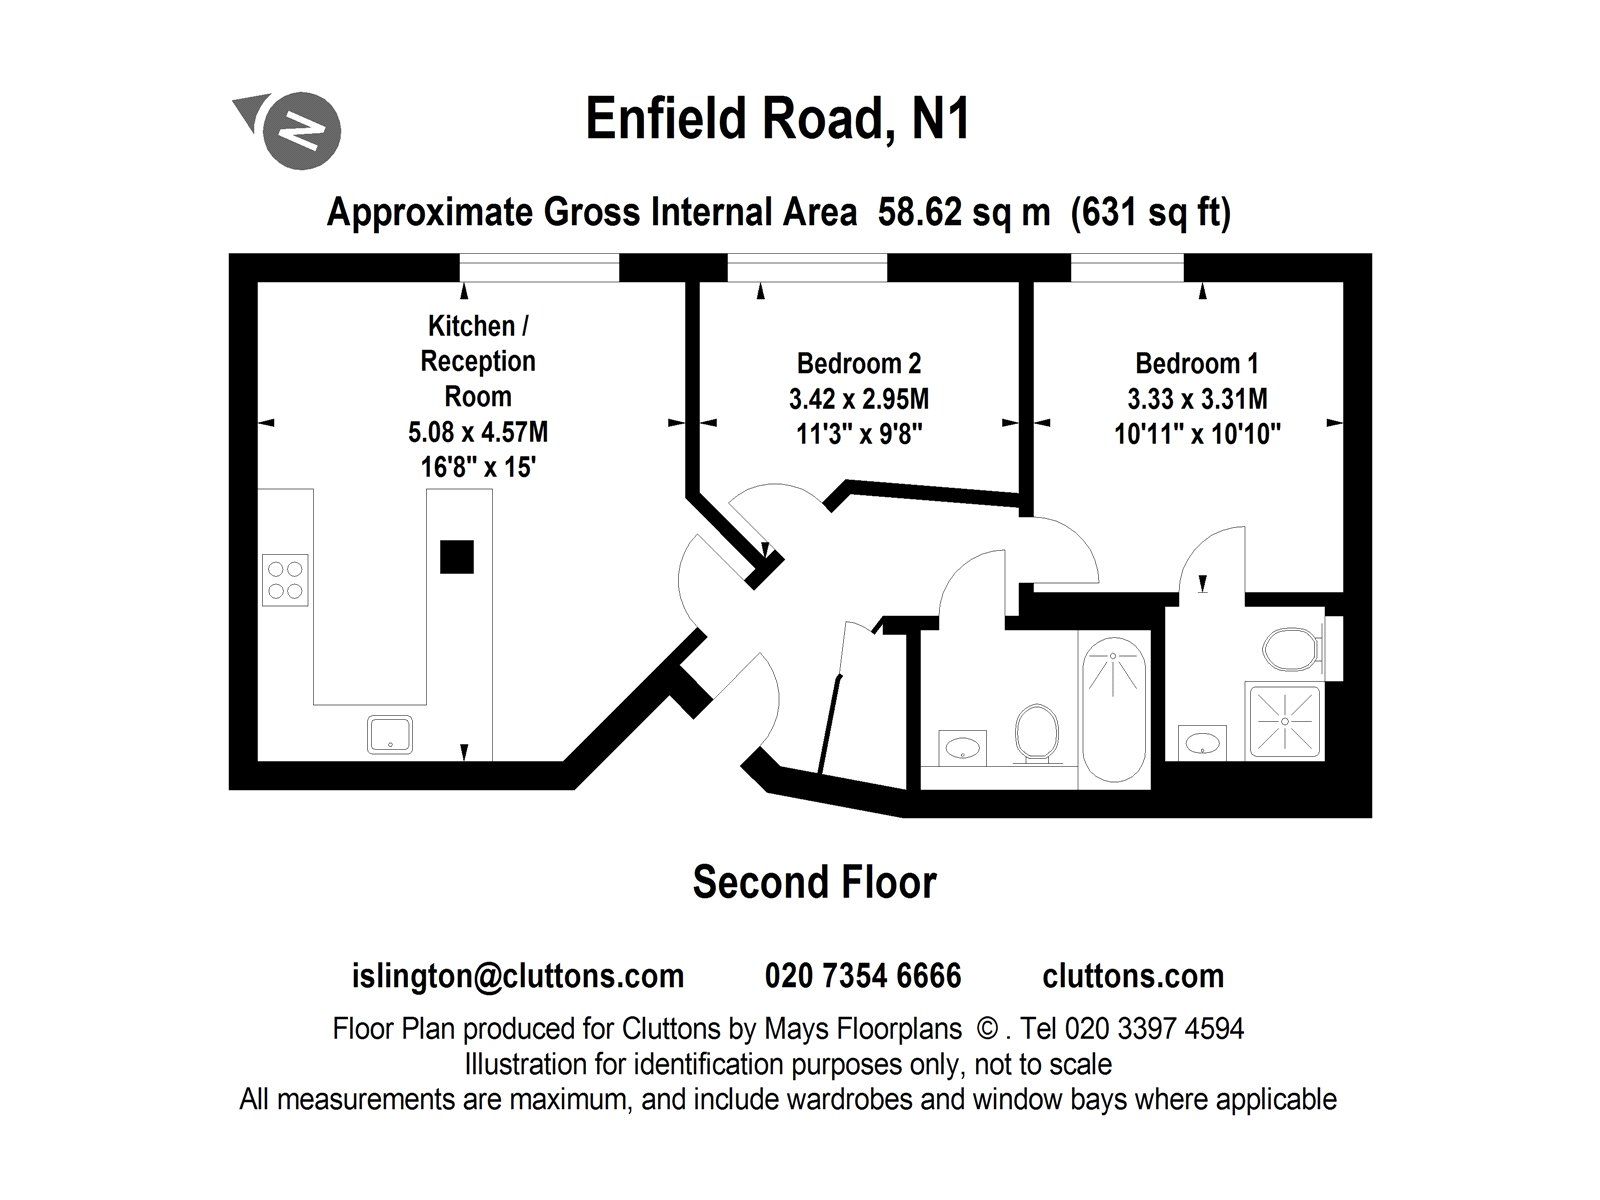 N
Enfield Road, N1
Approximate Gross Internal Area 58.62 sq m (631 sq ft)
Kitchen /
Reception
Room
5.08 x 4.57M
16'8" x 15'
Bedroom 2
3.42 x 2.95M
11'3" x 9'8"
Bedroom 1
3.33 x 3.31M
10'11" x 10'10"
Second Floor
islington@cluttons.com 020 7354 6666 cluttons.com
Floor Plan produced for Cluttons by Mays Floorplans © . Tel 020 3397 4594
Illustration for identification purposes only, not to scale
All measurements are maximum, and include wardrobes and window bays where applicable